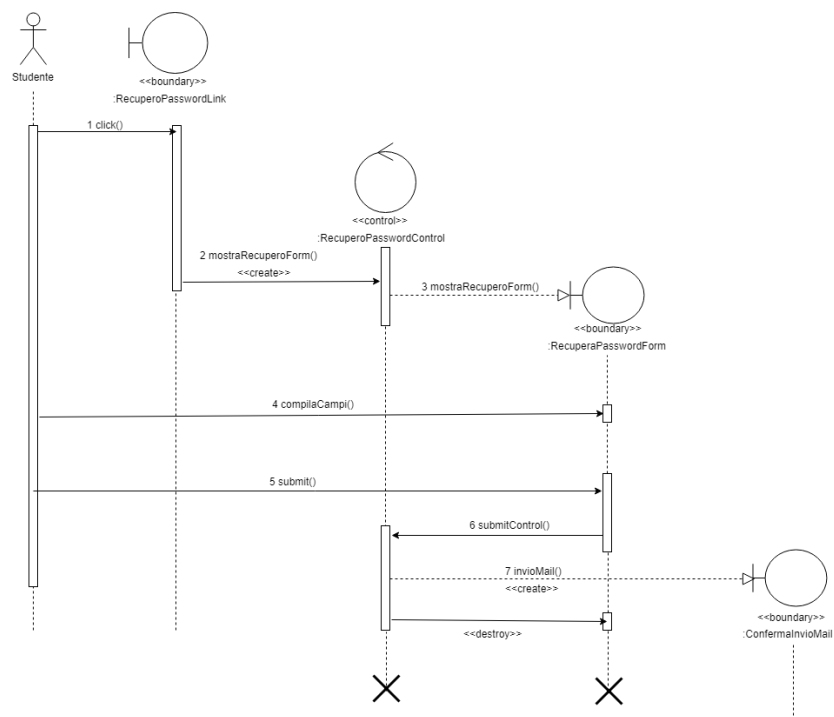 Studente
<<boundary>>
:RecuperoPasswordLink
1 click()
<<control>>
:RecuperoPasswordControl
2 mostraRecuperoForm()
<<create>>
3 mostraRecuperoForm()
<<boundary>>
:RecuperaPasswordForm
4 compilaCampi()
5 submit()
6 submitControl()
7 invioMail()
<<create>>
<<boundary>>
:ConfermaInvioMail
<<destroy>>